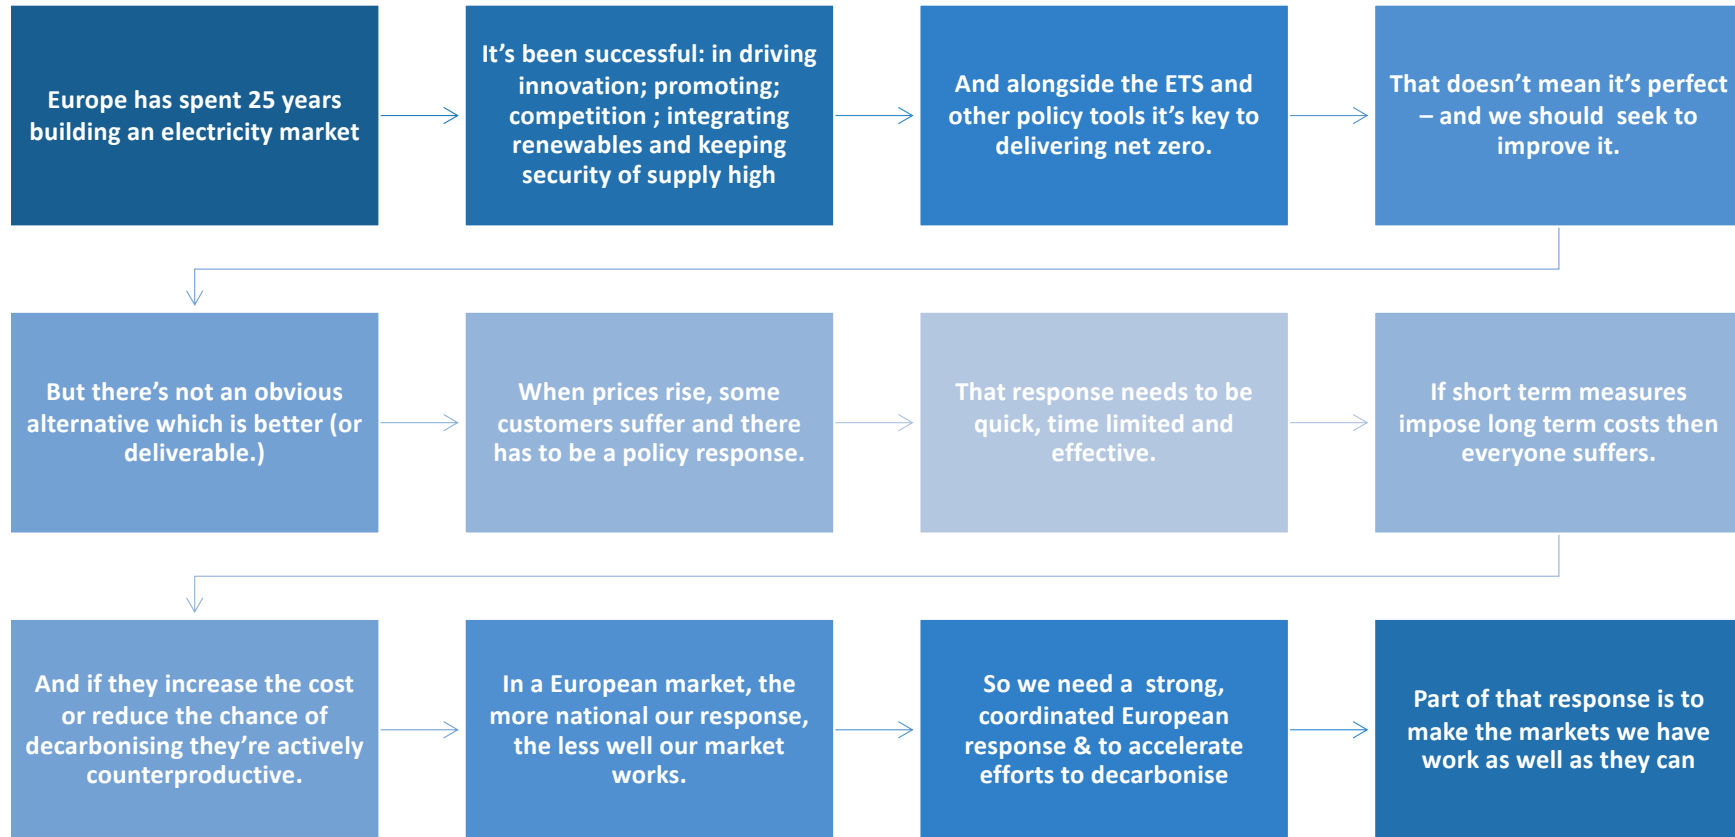 Europe has spent 25 years
building an electricity market
It’s been successful: in driving
innovation; promoting;
competition ; integrating
renewables and keeping
security of supply high
And alongside the ETS and
other policy tools it’s key to
delivering net zero.
That doesn’t mean it’s perfect
– and we should  seek to
improve it.
But there’s not an obvious
alternative which is better (or
deliverable.)
When prices rise, some
customers suffer and there
has to be a policy response.
That response needs to be
quick, time limited and
effective.
If short term measures
impose long term costs then
everyone suffers.
And if they increase the cost
or reduce the chance of
decarbonising they’re actively
counterproductive.
In a European market, the
more national our response,
the less well our market
works.
So we need a  strong,
coordinated European
response & to accelerate
efforts to decarbonise
Part of that response is to
make the markets we have
work as well as they can